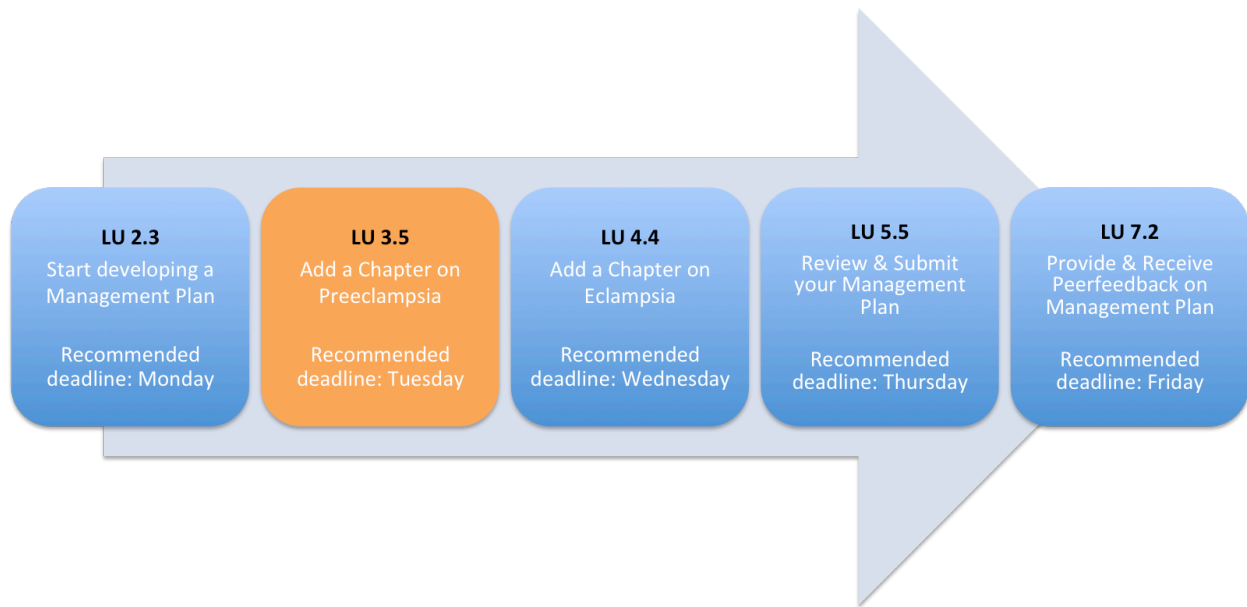 LU 2.3
Start developing a
Management Plan
Recommended
deadline: Monday
LU 3.5
Add a Chapter on
Preeclampsia
Recommended
deadline: Tuesday
LU 4.4
Add a Chapter on
Eclampsia
Recommended
deadline: Wednesday
LU 5.5
Review & Submit
your Management
Plan
Recommended
deadline: Thursday
LU 7.2
Provide & Receive
Peerfeedback on
Management Plan
Recommended
deadline: Friday